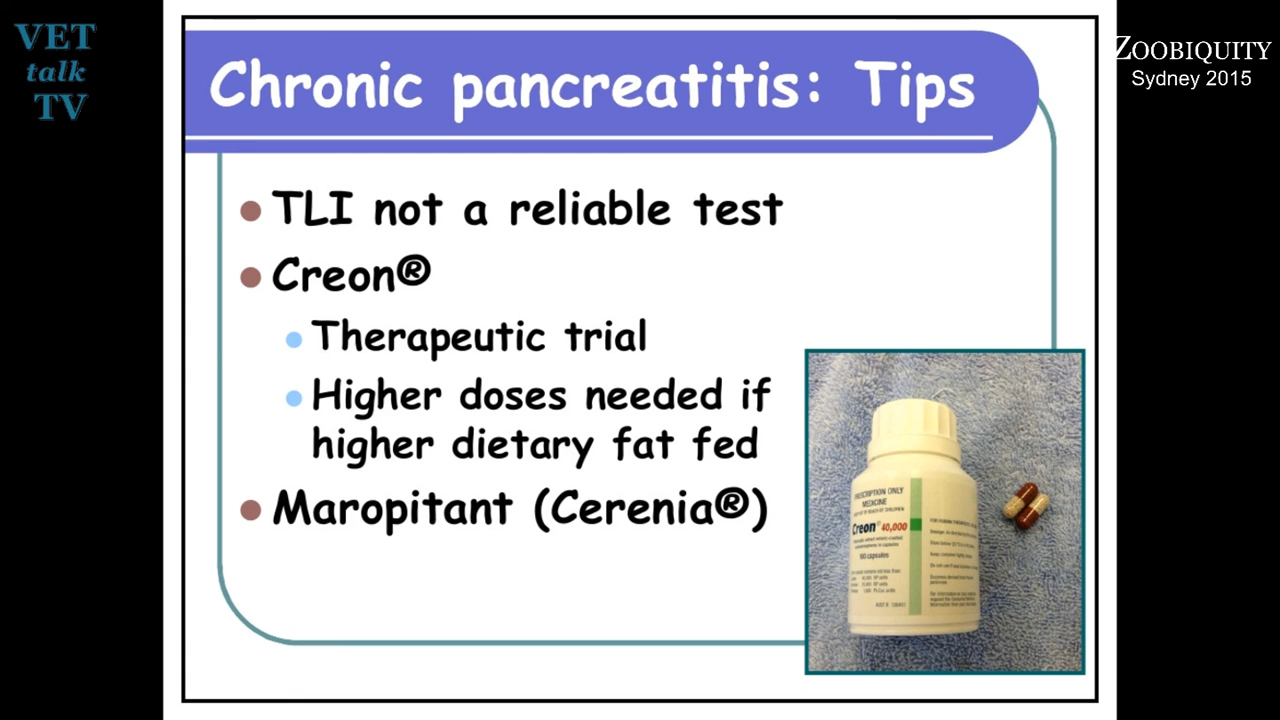 VET
talk
TV
ZOOBIQUITY
Sydney 2015
Chronic pancreatitis: Tips
TLI not a reliable test
Creon®
Therapeutic trial
Higher doses needed if
higher dietary fat fed
Maropitant (Cerenia®)
PRESCRIPTION ONLY
MEDICINE
Creon® 40,000